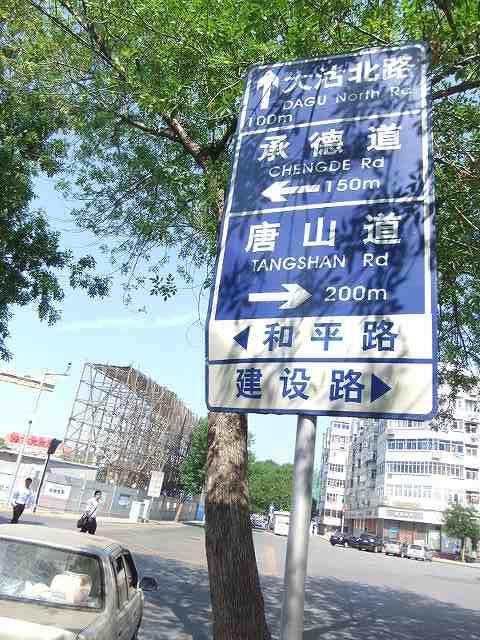 大沽北路
DAGU North Rd
100m
承德道
CHENGDE Rd
150m
唐山道
TANGSHAN Rd
200m
和平路
建设路